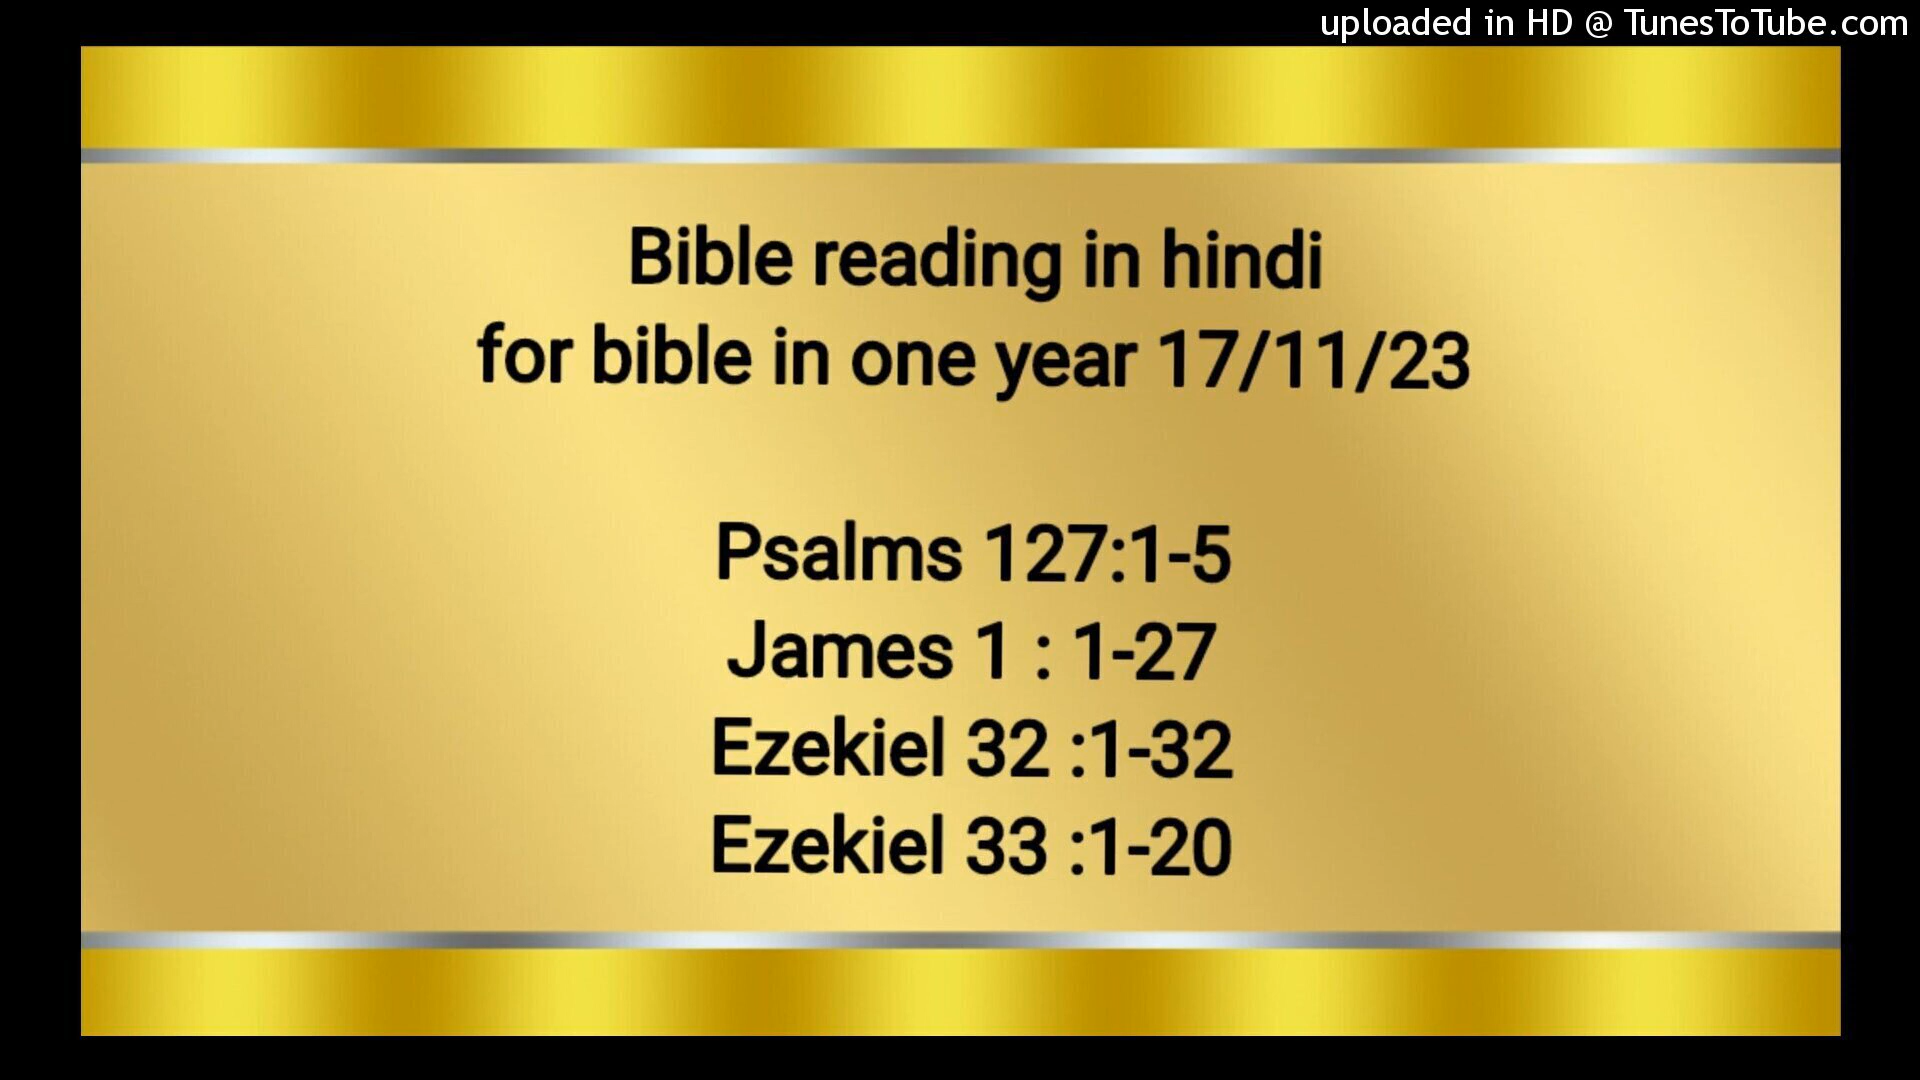 uploaded in HD @ TunesToTube.com
Bible reading in hindi
for bible in one year 17/11/23
Psalms 127:1-5
James 1 : 1-27
Ezekiel 32 :1-32
Ezekiel 33 :1-20